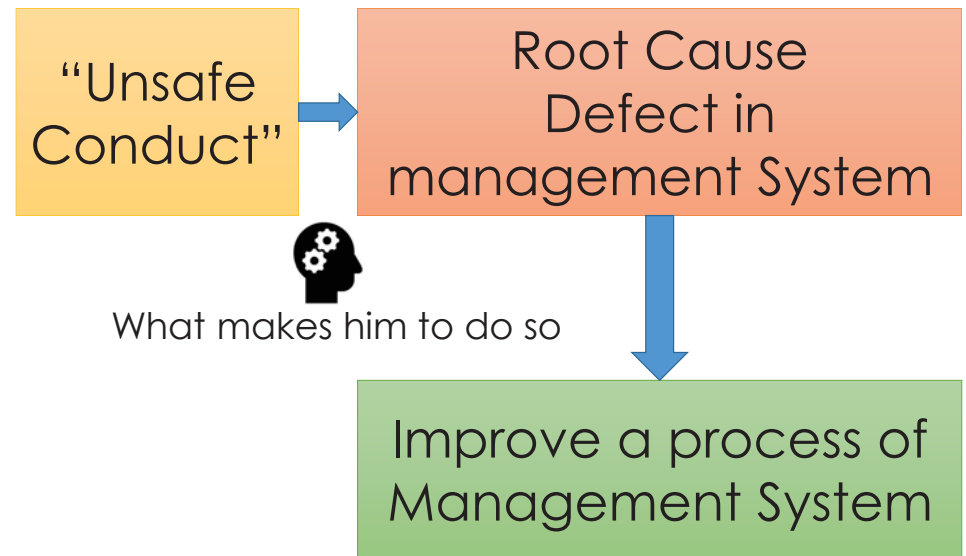 “Unsafe
Conduct”
Root Cause
Defect in
management System
What makes him to do so
Improve a process of
Management System